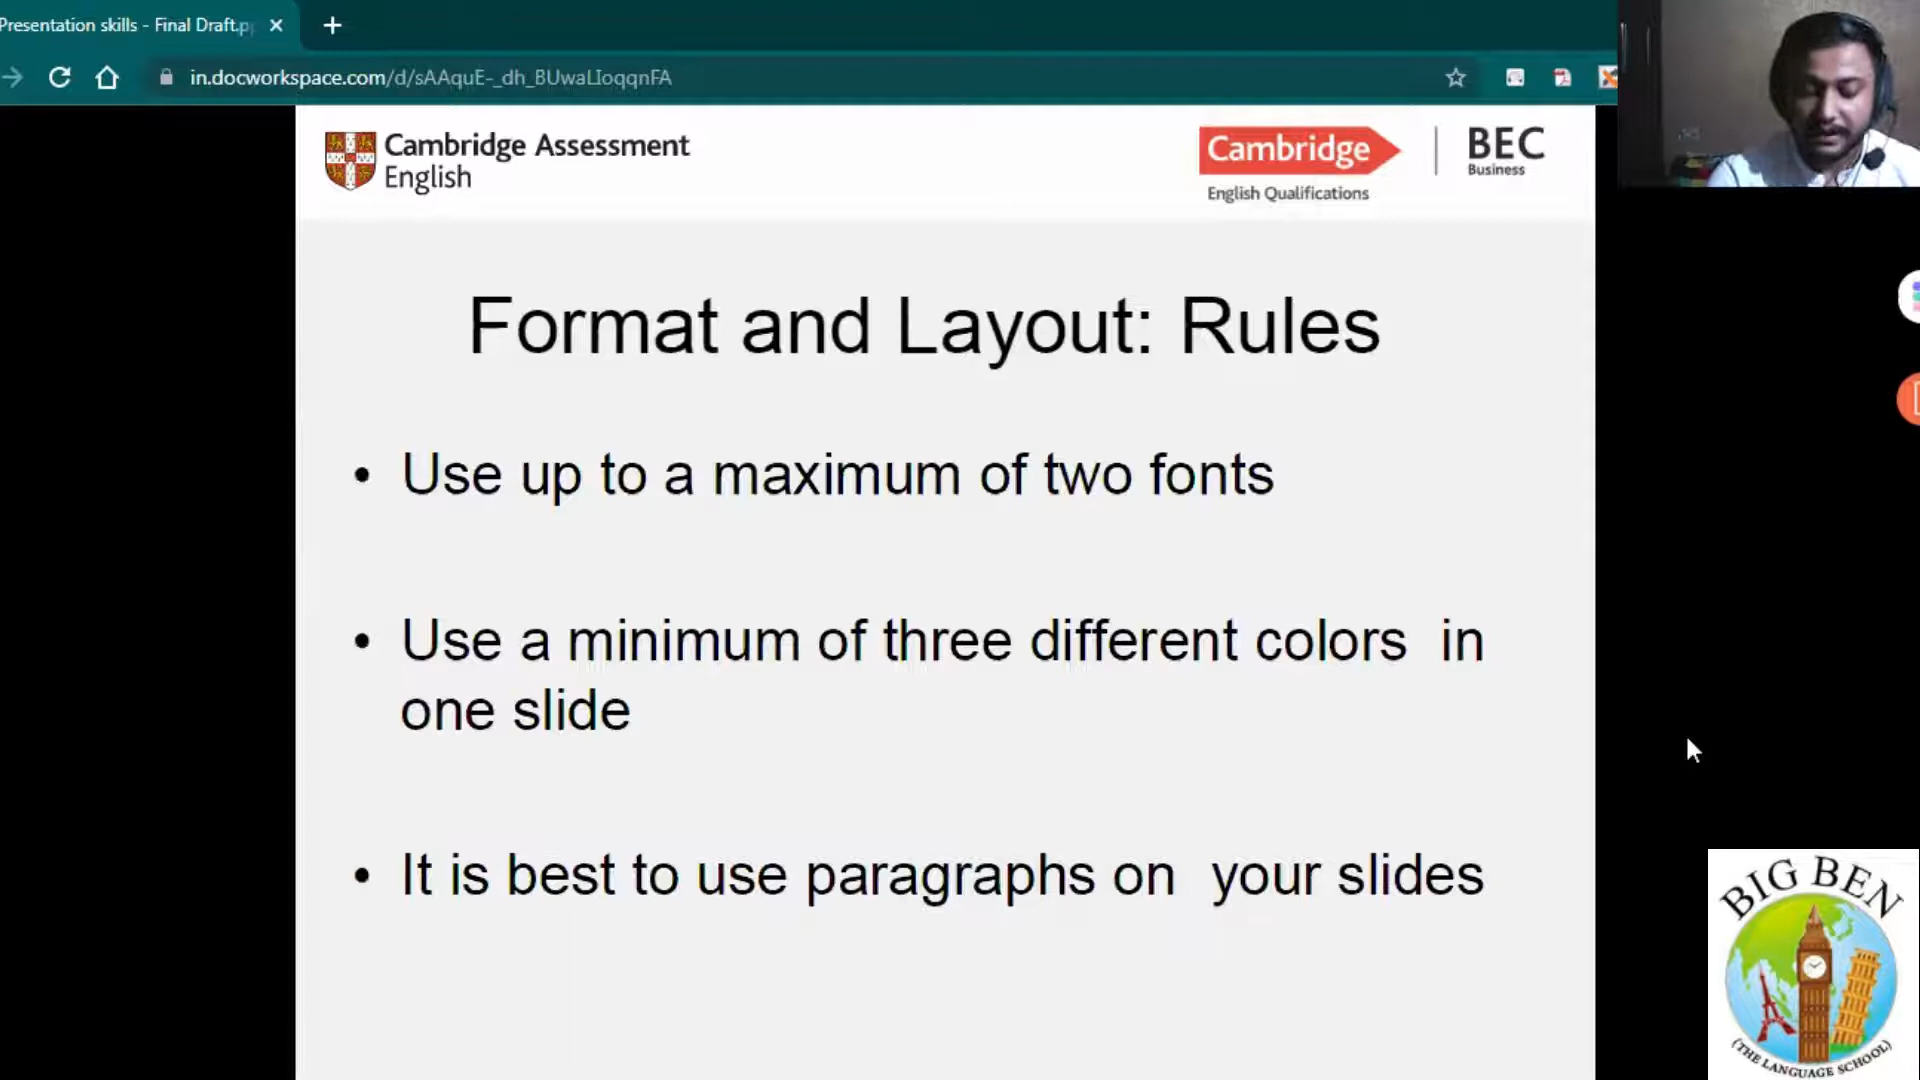 Presentation skills - Final Draft.p
in.docworkspace.com/d/sAAquE-_dh_BUwaLIoqqnFA
Cambridge Assessment
English
Cambridge
English Qualifications
BEC
Business
Format and Layout: Rules
• Use up to a maximum of two fonts
• Use a minimum of three different colors in
one slide
• It is best to use paragraphs on your slides
BIG BEN
(THE LANGUAGE SCHOOL)